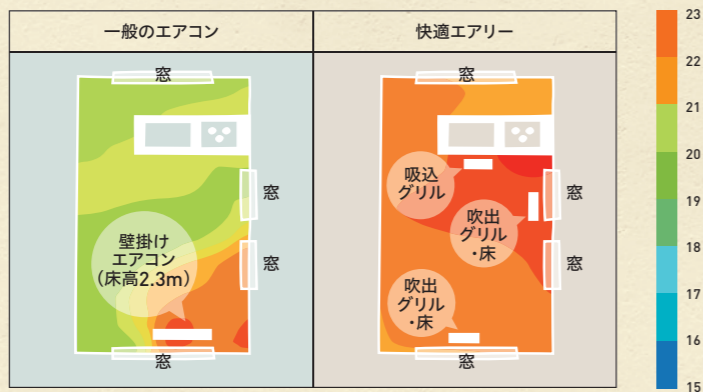 一般のエアコン
快適エアリー
窓
窓
窓
窓
壁掛け
エアコン
(床高2.3m)
窓
窓
窓
吸込
グリル
吹出
グリル
・床
吹出
グリル
・床
窓
23
22
21
20
19
18
17
16
15